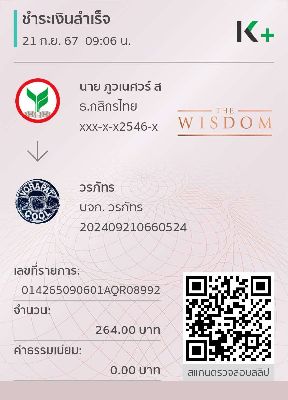 ชำระเงินสำเร็จ
21 ก.ย. 67 09:06 น.
K+
นาย ภูวเนศวร์ ส
ธ.กสิกรไทย
xxx-x-x2546-x
THE
WISDOM
VORAPAT
COOL
วรภัทร
บจก. วรภัทร
202409210660524
เลขที่รายการ:
014265090601AQR08992
จำนวน:
264.00 บาท
ค่าธรรมเนียม:
0.00 บาท
สแกนตรวจสอบสลิป